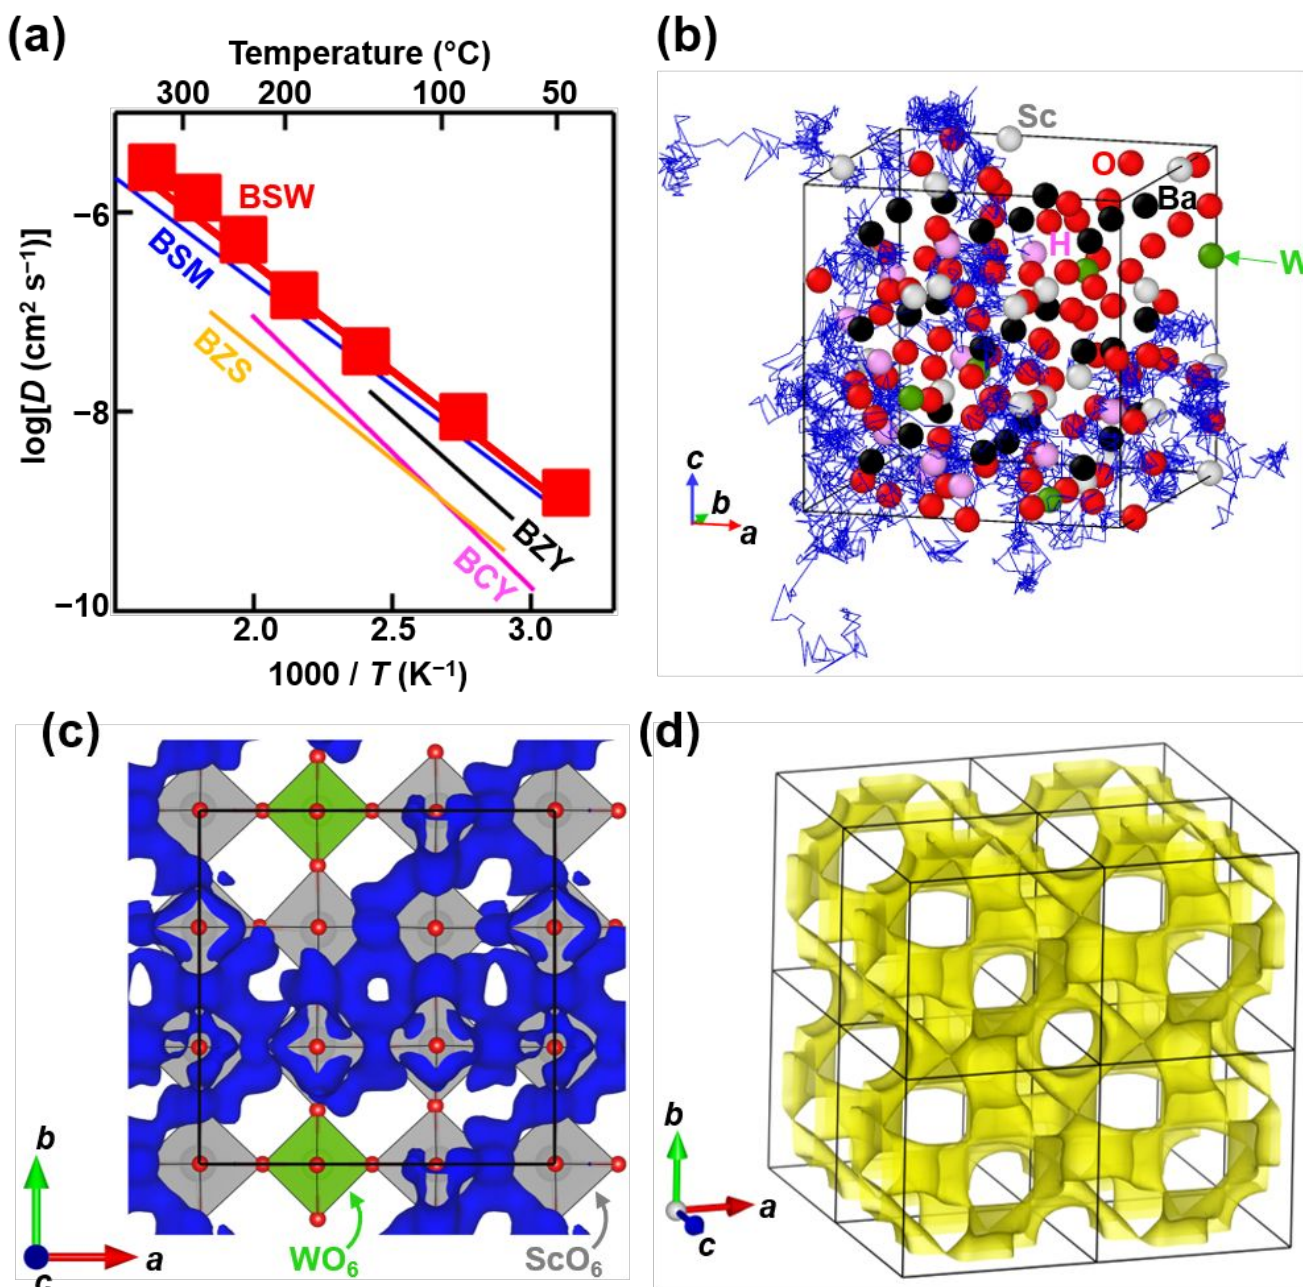 (a)
Temperature (°C)
300 200 100 50
log[D (cm² s⁻¹)]
−6
−8
−10
BSW
BSM
BZS
BZY
BCY
2.0 2.5 3.0
1000 / T (K⁻¹)
(b)
Sc
O
Ba
H
W
c
b
a
(c)
b
a
c
WO₆
ScO₆
(d)
b
a
c